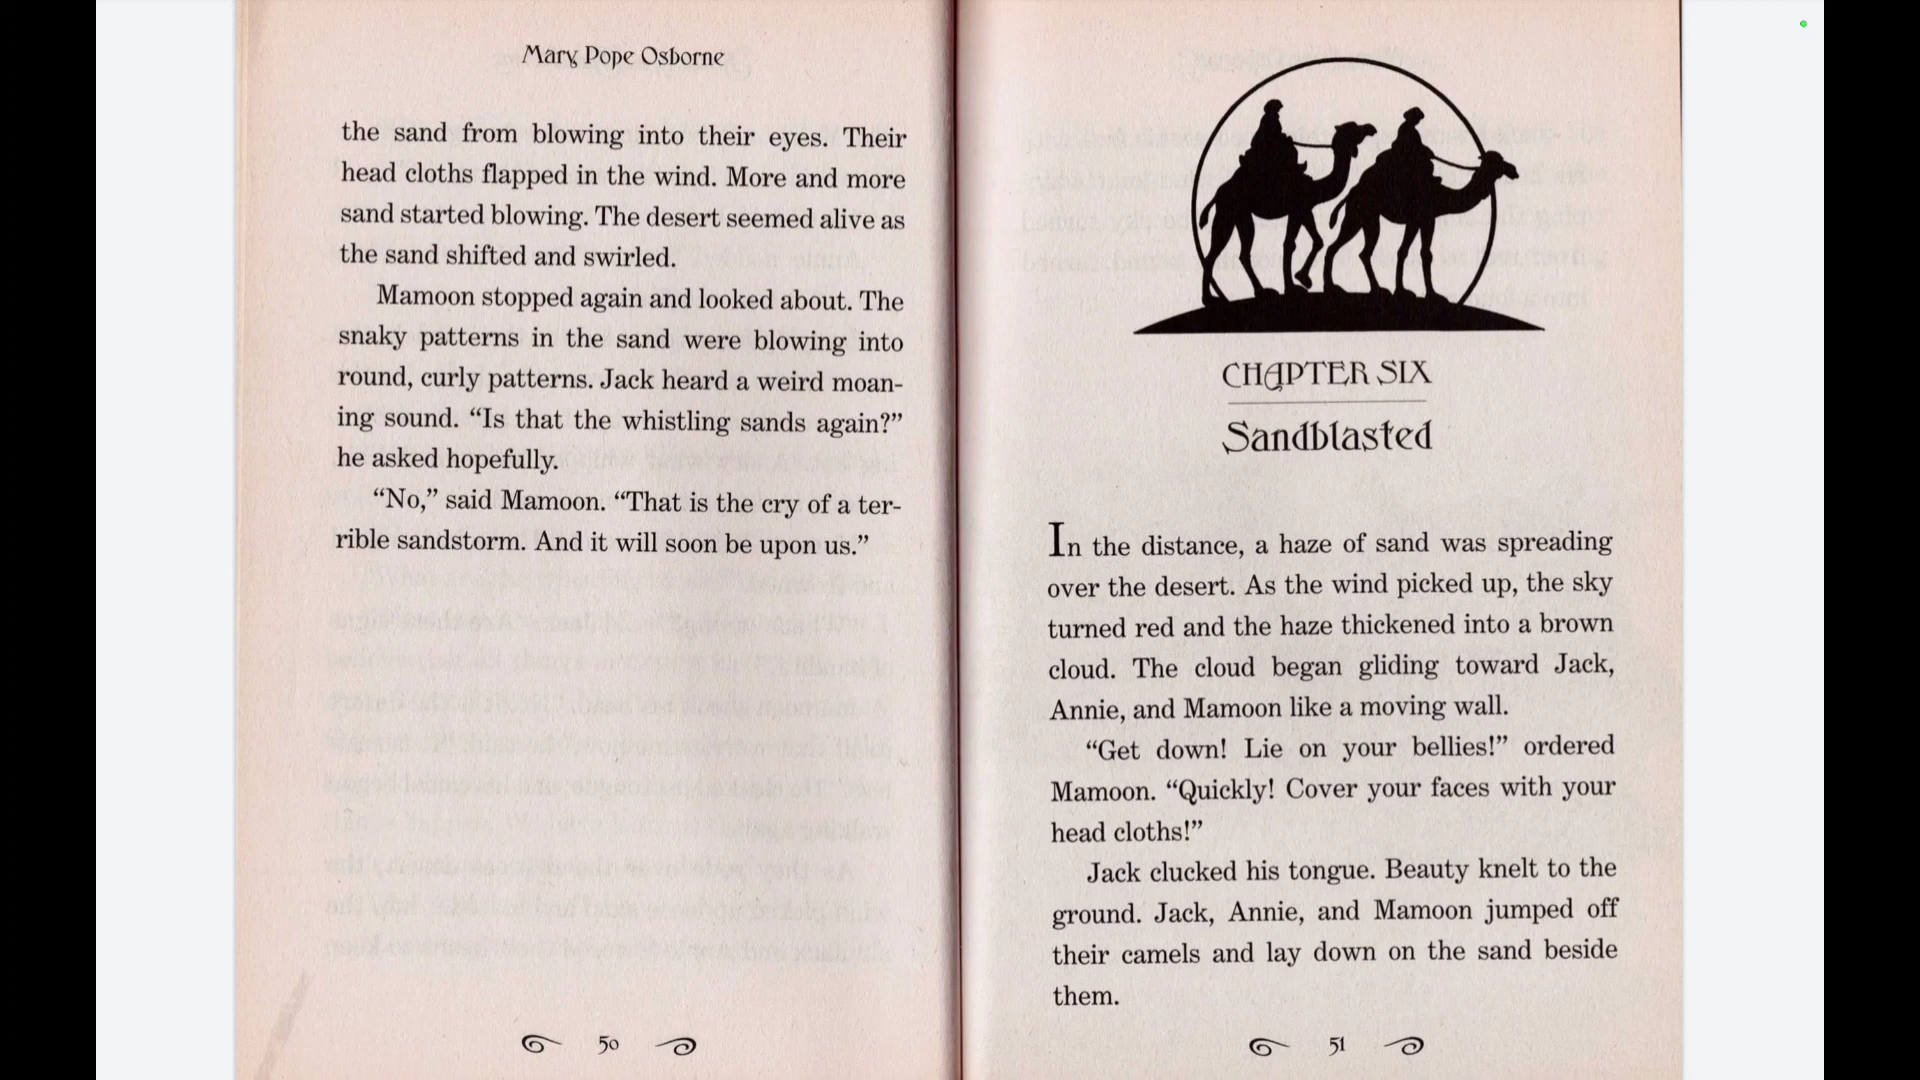 Mary Pope Osborne
the sand from blowing into their eyes. Their
head cloths flapped in the wind. More and more
sand started blowing. The desert seemed alive as
the sand shifted and swirled.
Mamoon stopped again and looked about. The
snaky patterns in the sand were blowing into
round, curly patterns. Jack heard a weird moan-
ing sound. “Is that the whistling sands again?”
he asked hopefully.
“No,” said Mamoon. “That is the cry of a ter-
rible sandstorm. And it will soon be upon us.”
50
CHAPTER SIX
Sandblasted
In the distance, a haze of sand was spreading
over the desert. As the wind picked up, the sky
turned red and the haze thickened into a brown
cloud. The cloud began gliding toward Jack,
Annie, and Mamoon like a moving wall.
“Get down! Lie on your bellies!” ordered
Mamoon. “Quickly! Cover your faces with your
head cloths!”
Jack clucked his tongue. Beauty knelt to the
ground. Jack, Annie, and Mamoon jumped off
their camels and lay down on the sand beside
them.
51